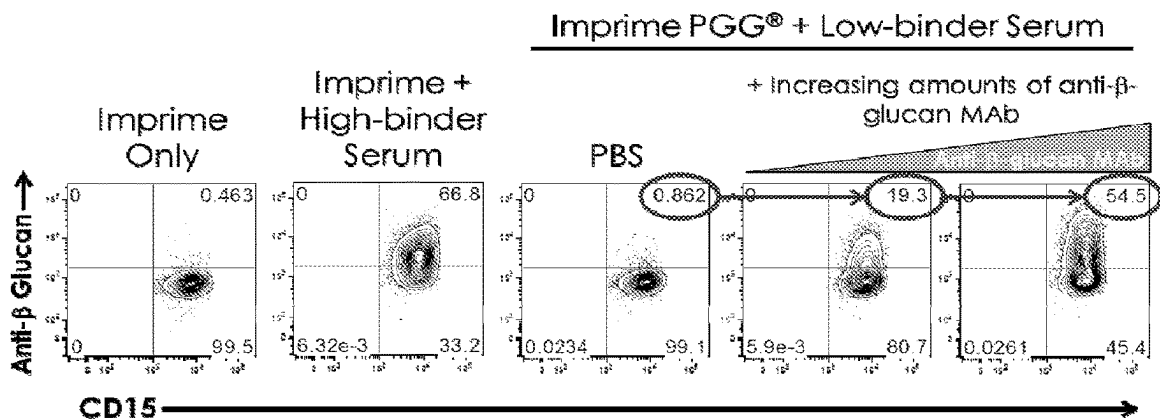 Imprime PGG® + Low-binder Serum
Imprime Only
Imprime + High-binder Serum
PBS
+ Increasing amounts of anti-β-
glucan MAb
Anti-β glucan MAb
0 0.463
0 66.8
0 0.862
0 19.3
0 54.5
0 99.5
6.32e-3 33.2
0.0234 99.1
5.9e-3 80.7
0.0261 45.4
Anti-β Glucan
CD15